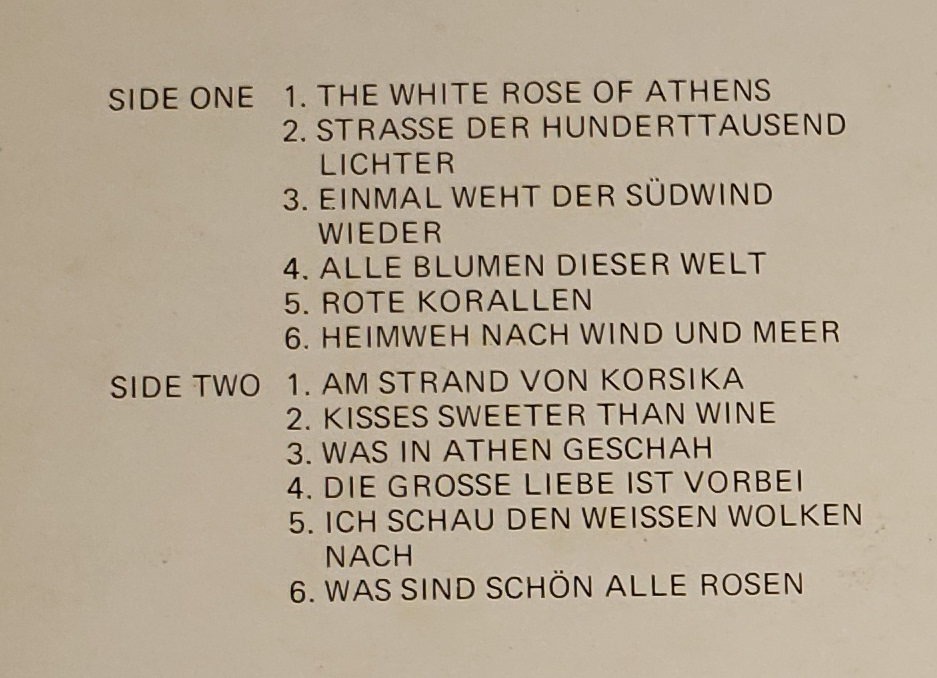 SIDE ONE 1. THE WHITE ROSE OF ATHENS
2. STRASSE DER HUNDERTTAUSEND
LICHTER
3. EINMAL WEHT DER SÜDWIND
WIEDER
4. ALLE BLUMEN DIESER WELT
5. ROTE KORALLEN
6. HEIMWEH NACH WIND UND MEER
SIDE TWO 1. AM STRAND VON KORSIKA
2. KISSES SWEETER THAN WINE
3. WAS IN ATHEN GESCHAH
4. DIE GROSSE LIEBE IST VORBEI
5. ICH SCHAU DEN WEISSEN WOLKEN
NACH
6. WAS SIND SCHÖN ALLE ROSEN